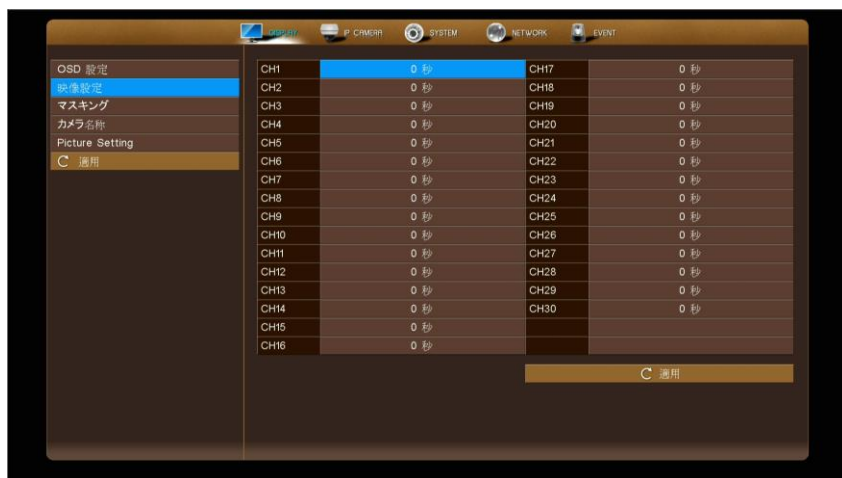 DISPLAY IP CAMERA SYSTEM NETWORK EVENT
OSD 設定
映像設定
マスキング
カメラ名称
Picture Setting
適用
CH1 0 秒 CH17 0 秒
CH2 0 秒 CH18 0 秒
CH3 0 秒 CH19 0 秒
CH4 0 秒 CH20 0 秒
CH5 0 秒 CH21 0 秒
CH6 0 秒 CH22 0 秒
CH7 0 秒 CH23 0 秒
CH8 0 秒 CH24 0 秒
CH9 0 秒 CH25 0 秒
CH10 0 秒 CH26 0 秒
CH11 0 秒 CH27 0 秒
CH12 0 秒 CH28 0 秒
CH13 0 秒 CH29 0 秒
CH14 0 秒 CH30 0 秒
CH15 0 秒
CH16 0 秒
適用